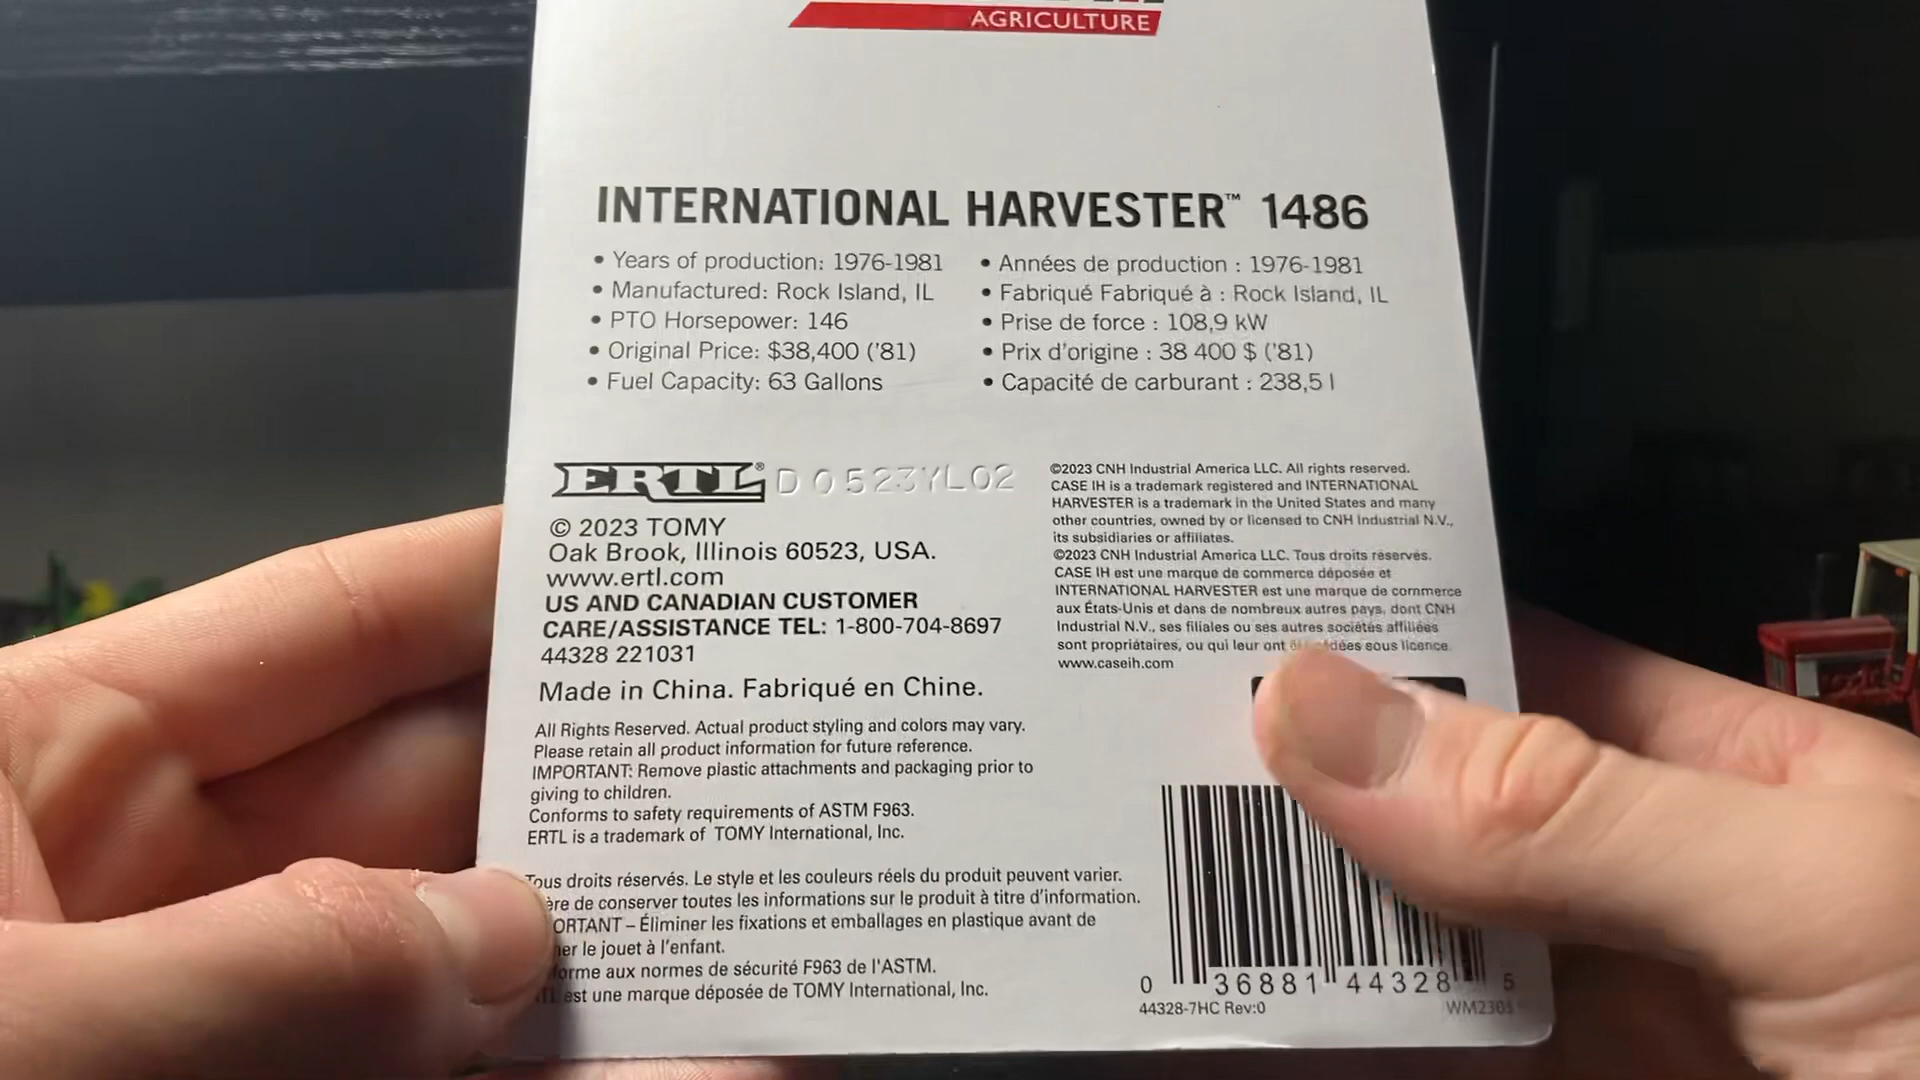 AGRICULTURE
INTERNATIONAL HARVESTER™ 1486
• Years of production: 1976-1981
• Manufactured: Rock Island, IL
• PTO Horsepower: 146
• Original Price: $38,400 ('81)
• Fuel Capacity: 63 Gallons
• Années de production : 1976-1981
• Fabriqué Fabriqué à : Rock Island, IL
• Prise de force : 108,9 kW
• Prix d'origine : 38 400 $ ('81)
• Capacité de carburant : 238,5 l
ERTL® D0523YL02
© 2023 TOMY
Oak Brook, Illinois 60523, USA.
www.ertl.com
US AND CANADIAN CUSTOMER
CARE/ASSISTANCE TEL: 1-800-704-8697
44328 221031
Made in China. Fabriqué en Chine.
All Rights Reserved. Actual product styling and colors may vary.
Please retain all product information for future reference.
IMPORTANT: Remove plastic attachments and packaging prior to
giving to children.
Conforms to safety requirements of ASTM F963.
ERTL is a trademark of TOMY International, Inc.
Tous droits réservés. Le style et les couleurs réels du produit peuvent varier.
de conserver toutes les informations sur le produit à titre d'information.
– Éliminer les fixations et emballages en plastique avant de
le jouet à l'enfant.
aux normes de sécurité F963 de l'ASTM.
est une marque déposée de TOMY International, Inc.
©2023 CNH Industrial America LLC. All rights reserved.
CASE IH is a trademark registered and INTERNATIONAL
HARVESTER is a trademark in the United States and many
other countries, owned by or licensed to CNH Industrial N.V.,
its subsidiaries or affiliates.
©2023 CNH Industrial America LLC. Tous droits réservés.
CASE IH est une marque de commerce déposée et
INTERNATIONAL HARVESTER est une marque de commerce
aux États-Unis et dans de nombreux autres pays, dont CNH
Industrial N.V., ses filiales ou ses autres sociétés affiliées
sont propriétaires, ou qui leur ont sous licence.
www.caseih.com
0 36881 44328 5
44328-7HC Rev:0
WM2305